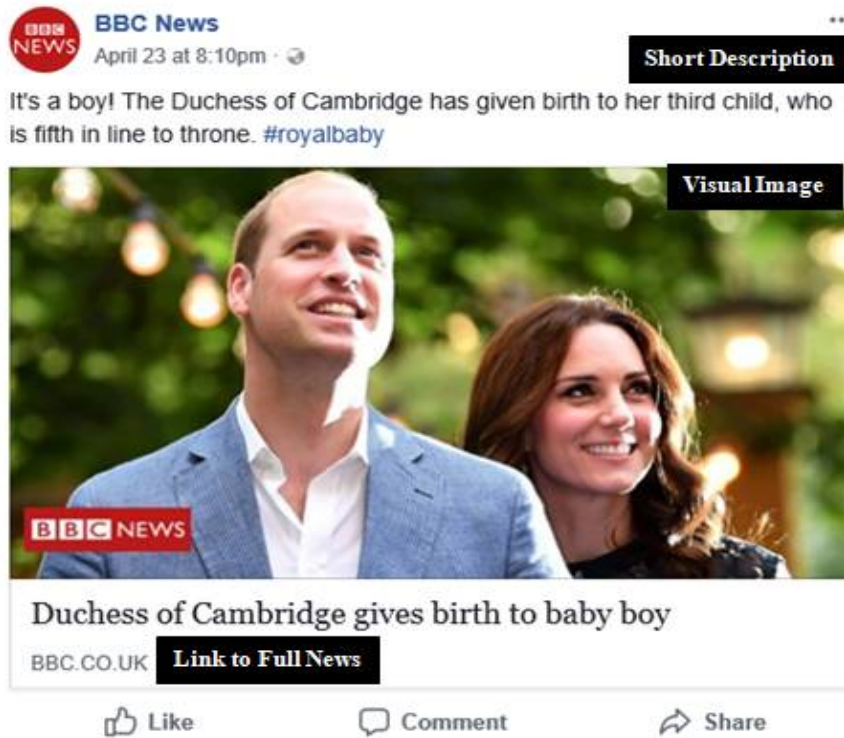 BBC NEWS
BBC News
April 23 at 8:10pm ·
Short Description
It's a boy! The Duchess of Cambridge has given birth to her third child, who
is fifth in line to throne. #royalbaby
Visual Image
BBC NEWS
Duchess of Cambridge gives birth to baby boy
BBC.CO.UK
Link to Full News
Like
Comment
Share